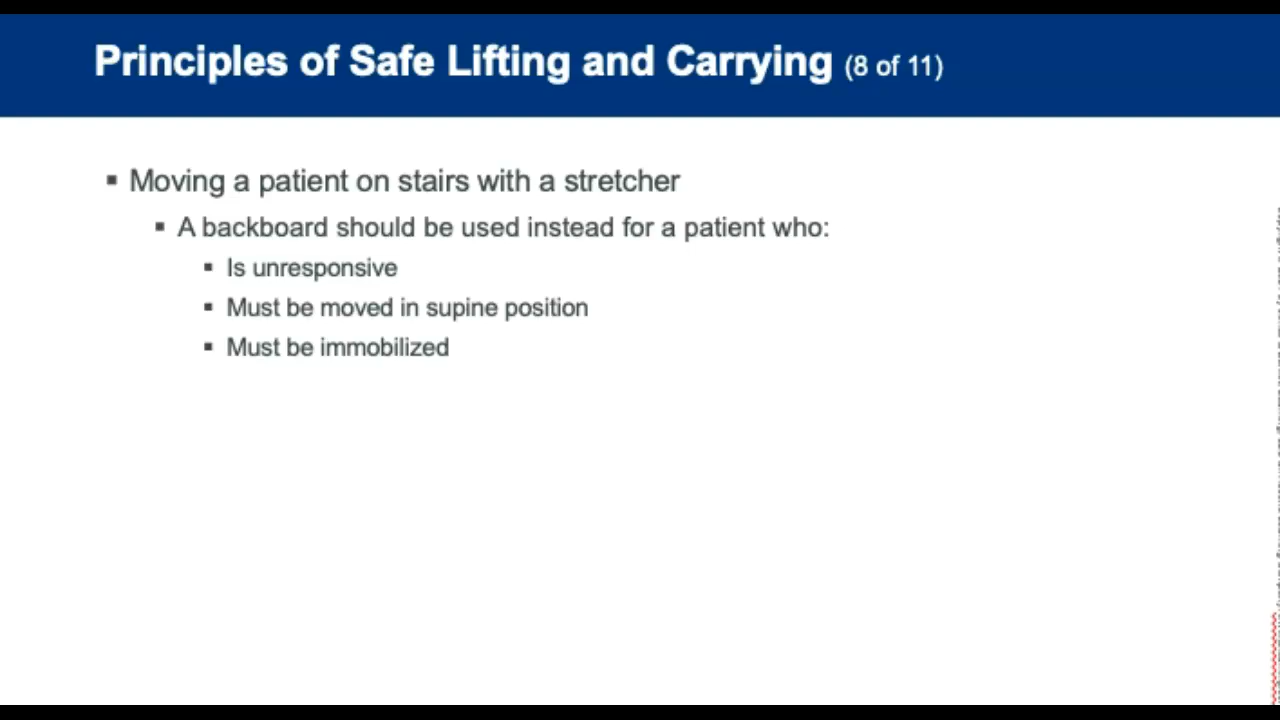 Principles of Safe Lifting and Carrying (8 of 11)
▪ Moving a patient on stairs with a stretcher
▪ A backboard should be used instead for a patient who:
▪ Is unresponsive
▪ Must be moved in supine position
▪ Must be immobilized